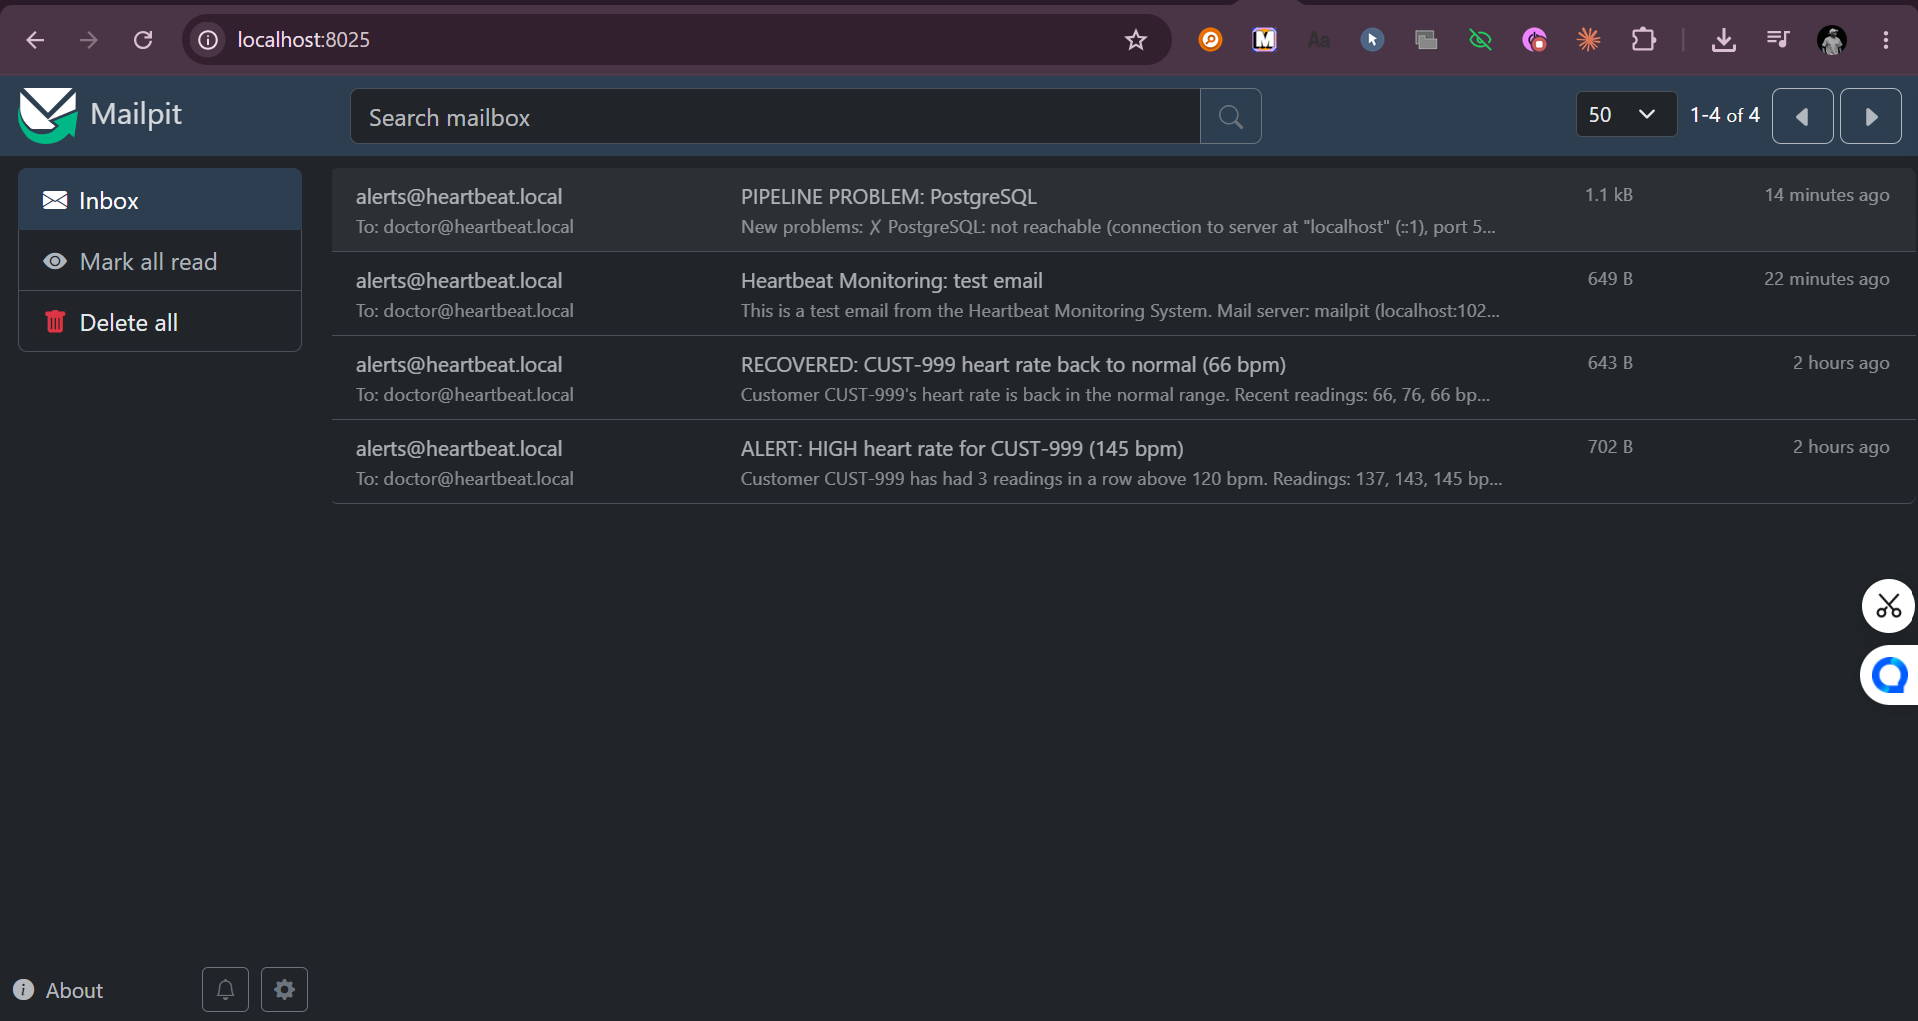 localhost:8025
Mailpit
Search mailbox
50
1-4 of 4
Inbox
Mark all read
Delete all
alerts@heartbeat.local
To: doctor@heartbeat.local
PIPELINE PROBLEM: PostgreSQL
New problems: ✗ PostgreSQL: not reachable (connection to server at "localhost" (::1), port 5...
1.1 kB
14 minutes ago
alerts@heartbeat.local
To: doctor@heartbeat.local
Heartbeat Monitoring: test email
This is a test email from the Heartbeat Monitoring System. Mail server: mailpit (localhost:102...
649 B
22 minutes ago
alerts@heartbeat.local
To: doctor@heartbeat.local
RECOVERED: CUST-999 heart rate back to normal (66 bpm)
Customer CUST-999's heart rate is back in the normal range. Recent readings: 66, 76, 66 bp...
643 B
2 hours ago
alerts@heartbeat.local
To: doctor@heartbeat.local
ALERT: HIGH heart rate for CUST-999 (145 bpm)
Customer CUST-999 has had 3 readings in a row above 120 bpm. Readings: 137, 143, 145 bp...
702 B
2 hours ago
About